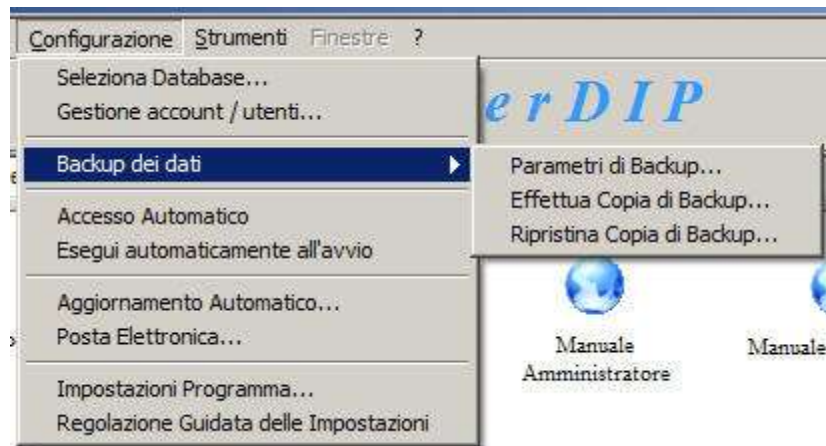 Configurazione Strumenti Finestre ?
Seleziona Database...
Gestione account / utenti...
erDIP
Backup dei dati
Parametri di Backup...
Effettua Copia di Backup...
Ripristina Copia di Backup...
Accesso Automatico
Esegui automaticamente all'avvio
Aggiornamento Automatico...
Posta Elettronica...
Impostazioni Programma...
Regolazione Guidata delle Impostazioni
Manuale
Amministratore
Manuale